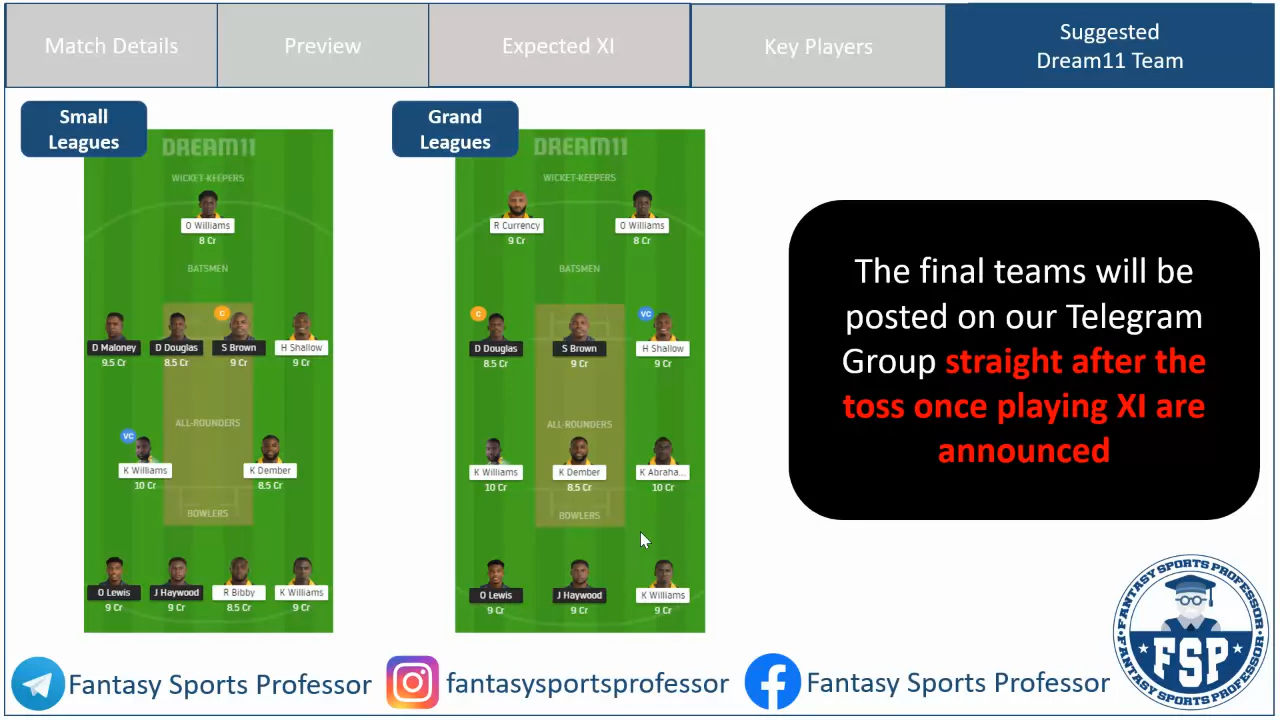 Match Details
Preview
Expected XI
Key Players
Suggested
Dream11 Team
Small
Leagues
DREAM11
WICKET-KEEPERS
O Williams
8 Cr
BATSMEN
C
D Maloney
D Douglas
S Brown
H Shallow
9.5 Cr
8.5 Cr
9 Cr
9 Cr
ALL-ROUNDERS
VC
K Williams
K Dember
10 Cr
8.5 Cr
BOWLERS
O Lewis
J Haywood
R Bibby
K Williams
9 Cr
9 Cr
8.5 Cr
9 Cr
Grand
Leagues
DREAM11
WICKET-KEEPERS
R Currency
O Williams
9 Cr
8 Cr
BATSMEN
C
VC
D Douglas
S Brown
H Shallow
8.5 Cr
9 Cr
9 Cr
ALL-ROUNDERS
K Williams
K Dember
K Abraha...
10 Cr
8.5 Cr
10 Cr
BOWLERS
O Lewis
J Haywood
K Williams
9 Cr
9 Cr
9 Cr
The final teams will be
posted on our Telegram
Group straight after the
toss once playing XI are
announced
FANTASY SPORTS PROFESSOR
FSP
FANTASY SPORTS PROFESSOR
Fantasy Sports Professor
fantasysportsprofessor
Fantasy Sports Professor